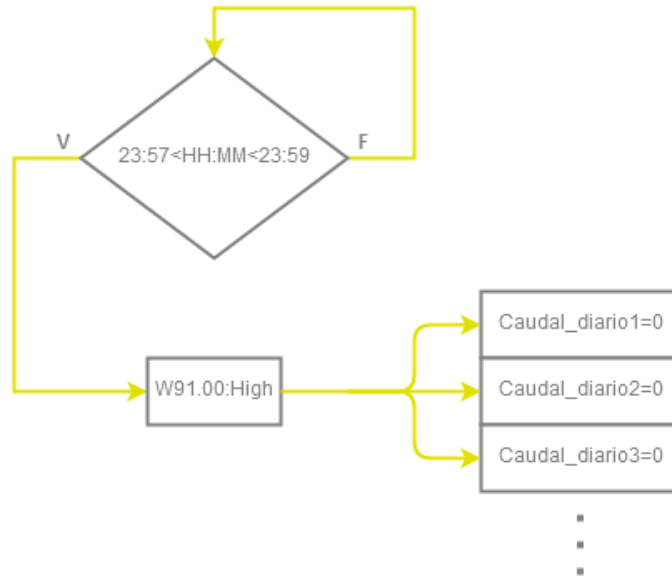 V
23:57<HH:MM<23:59
F
W91.00:High
Caudal_diario1=0
Caudal_diario2=0
Caudal_diario3=0